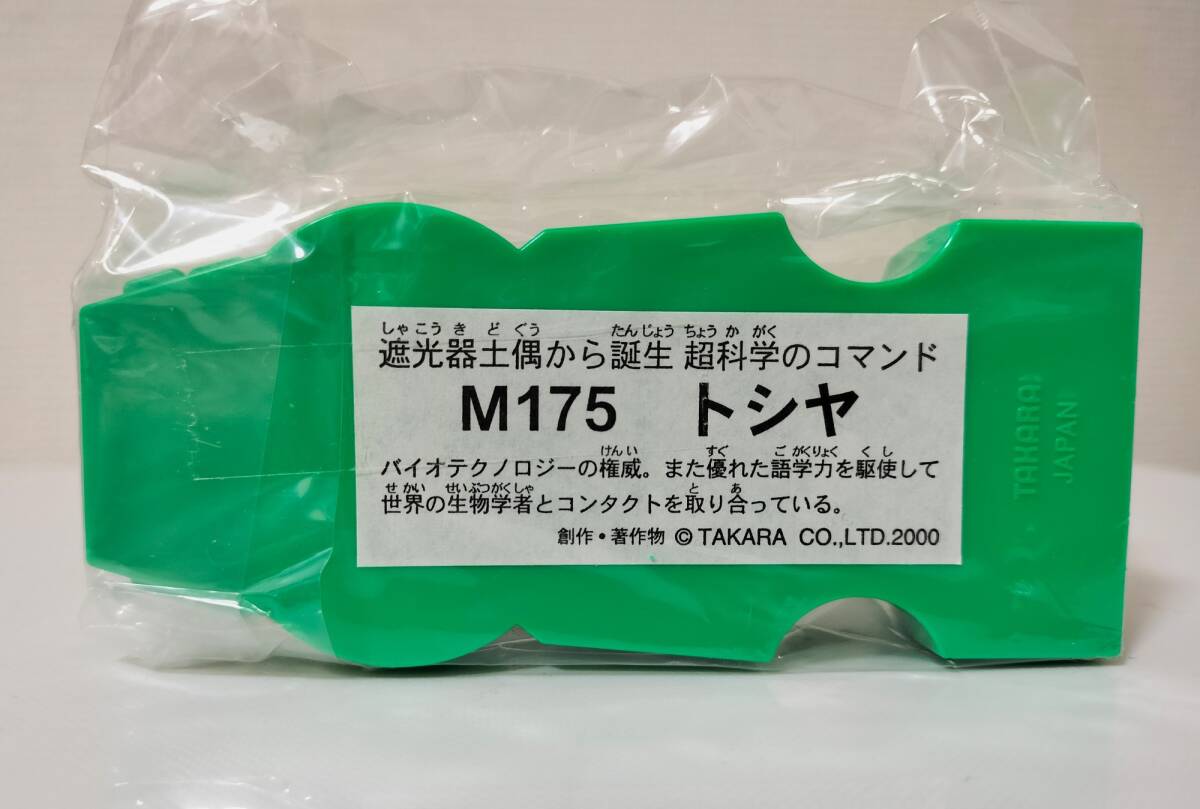 しゃこうきどぐう たんじょう ちょうかがく
遮光器土偶から誕生 超科学のコマンド
M175 トシヤ
けんい すぐ ごがくりょく くし
バイオテクノロジーの権威。また優れた語学力を駆使して
せかい せいぶつがくしゃ と あ
世界の生物学者とコンタクトを取り合っている。
創作・著作物 © TAKARA CO.,LTD.2000
TAKARA
JAPAN